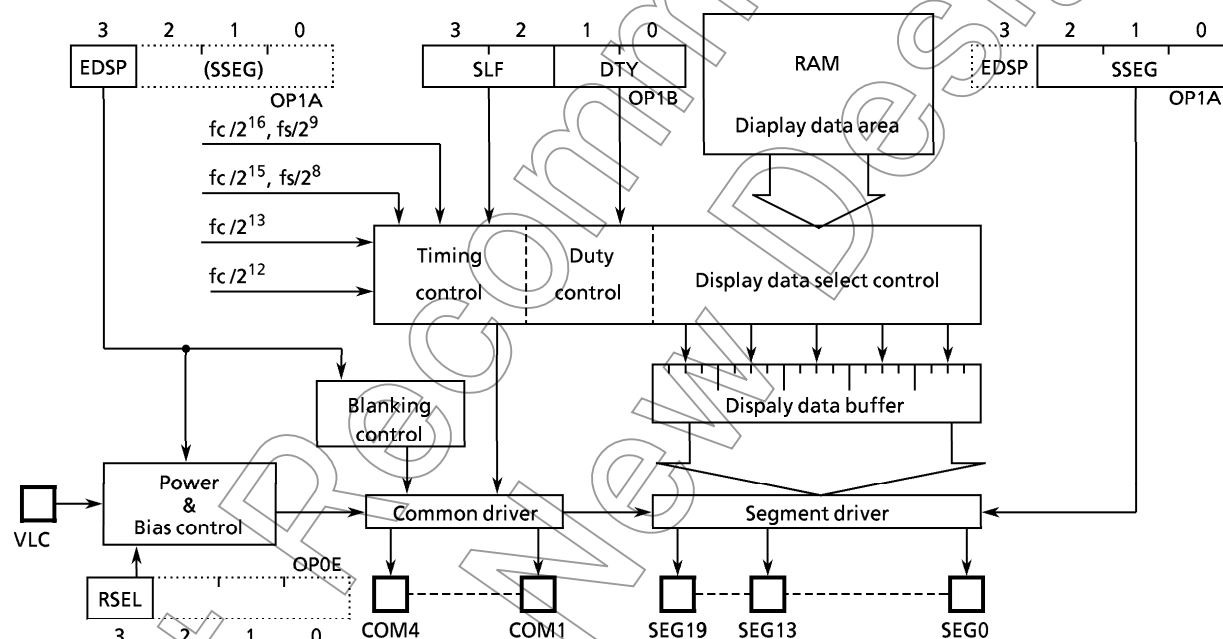 3 2 1 0
EDSP (SSEG)
OP1A
3 2 1 0
SLF DTY
OP1B
RAM
Diaplay data area
3 2 1 0
EDSP SSEG
OP1A
fc/2^16, fs/2^9
fc/2^15, fs/2^8
fc/2^13
fc/2^12
Timing
control
Duty
control
Display data select control
Blanking
control
Dispaly data buffer
Power
&
Bias control
VLC
Common driver
Segment driver
OP0E
RSEL
3 2 1 0
COM4 COM1 SEG19 SEG13 SEG0
Recomm
New Desi